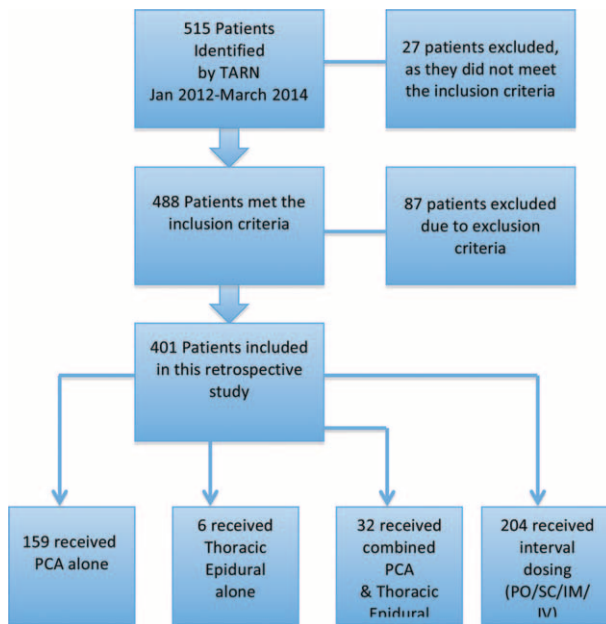 515 Patients
Identified
by TARN
Jan 2012-March 2014
27 patients excluded,
as they did not meet
the inclusion criteria
488 Patients met the
inclusion criteria
87 patients excluded
due to exclusion
criteria
401 Patients included
in this retrospective
study
159 received
PCA alone
6 received
Thoracic
Epidural
alone
32 received
combined
PCA
& Thoracic
Epidural
204 received
interval
dosing
(PO/SC/IM/
IV)